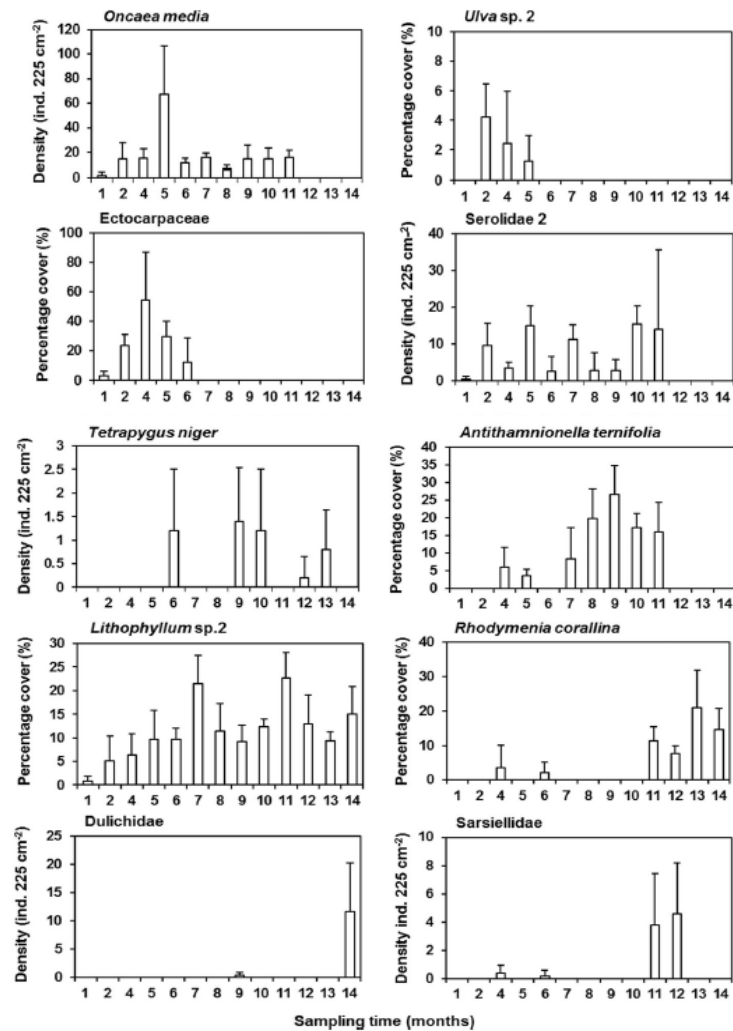 Oncaea media
Density (ind. 225 cm⁻²)
120
100
80
60
40
20
0
1 2 4 5 6 7 8 9 10 11 12 13 14
Ulva sp. 2
Percentage cover (%)
8
6
4
2
0
1 2 4 5 6 7 8 9 10 11 12 13 14
Ectocarpaceae
Percentage cover (%)
100
80
60
40
20
0
1 2 4 5 6 7 8 9 10 11 12 13 14
Serolidae 2
Density (ind. 225 cm⁻²)
40
30
20
10
0
1 2 4 5 6 7 8 9 10 11 12 13 14
Tetrapygus niger
Density (ind. 225 cm⁻²)
3
2.5
2
1.5
1
0.5
0
1 2 4 5 6 7 8 9 10 11 12 13 14
Antithamnionella ternifolia
Percentage cover (%)
40
35
30
25
20
15
10
5
0
1 2 4 5 6 7 8 9 10 11 12 13 14
Lithophyllum sp.2
Percentage cover (%)
30
25
20
15
10
5
0
1 2 4 5 6 7 8 9 10 11 12 13 14
Rhodymenia corallina
Percentage cover (%)
40
30
20
10
0
1 2 4 5 6 7 8 9 10 11 12 13 14
Dulichidae
Density (ind. 225 cm⁻²)
25
20
15
10
5
0
1 2 4 5 6 7 8 9 10 11 12 13 14
Sarsiellidae
Density ind. 225 cm⁻²)
10
8
6
4
2
0
1 2 4 5 6 7 8 9 10 11 12 13 14
Sampling time (months)